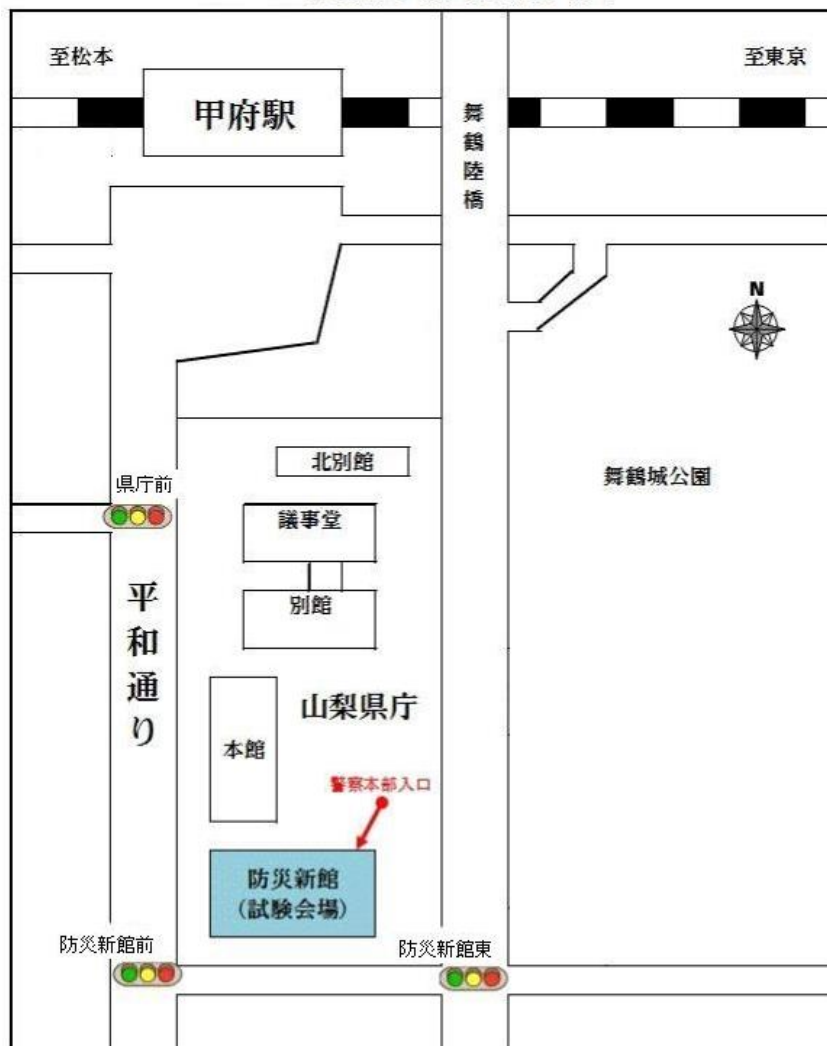 至松本
至東京
甲府駅
舞鶴陸橋
N
北別館
県庁前
議事堂
舞鶴城公園
別館
平和通り
山梨県庁
本館
警察本部入口
防災新館
(試験会場)
防災新館前
防災新館東